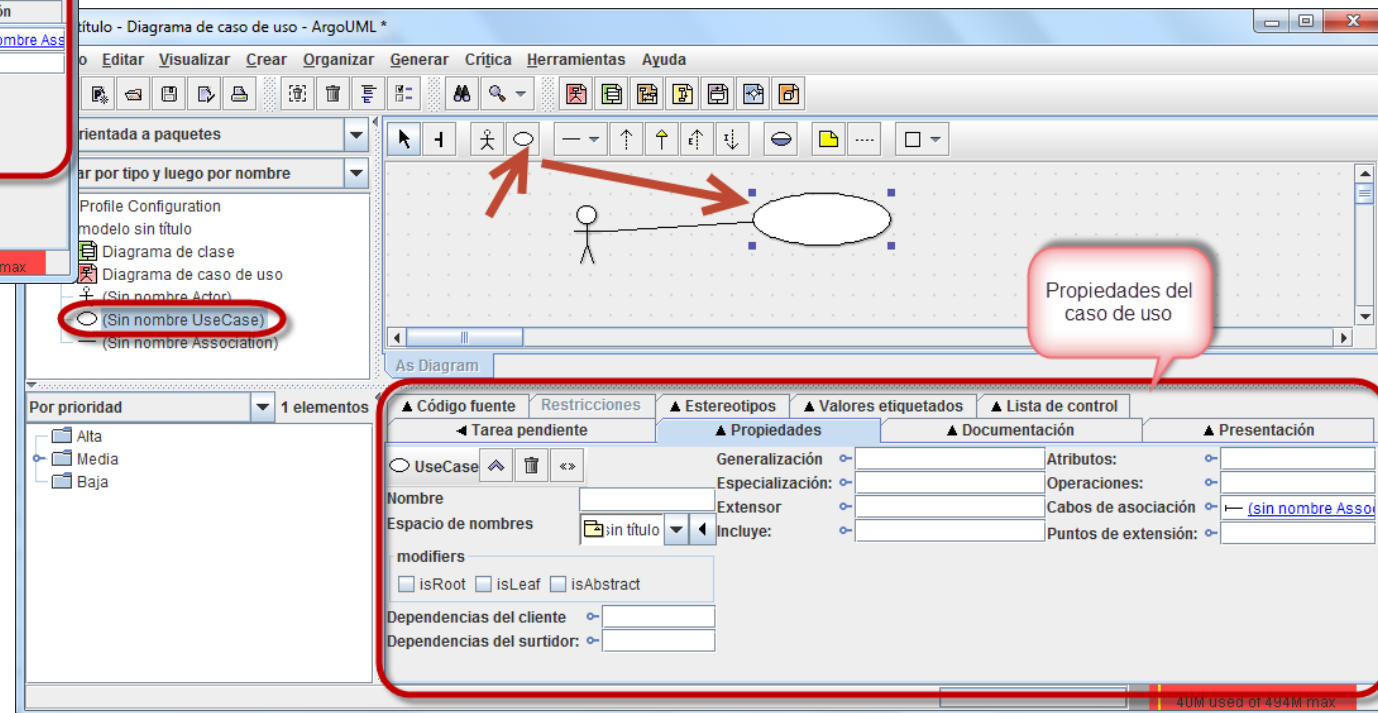 ón
ombre Ass
max
título - Diagrama de caso de uso - ArgoUML *
o Editar Visualizar Crear Organizar Generar Crítica Herramientas Ayuda
rientada a paquetes
ar por tipo y luego por nombre
Profile Configuration
modelo sin título
Diagrama de clase
Diagrama de caso de uso
(Sin nombre Actor)
(Sin nombre UseCase)
(Sin nombre Association)
As Diagram
Propiedades del
caso de uso
Por prioridad 1 elementos
Alta
Media
Baja
Código fuente Restricciones Estereotipos Valores etiquetados Lista de control
Tarea pendiente Propiedades Documentación Presentación
UseCase «»
Nombre
Espacio de nombres sin título
modifiers
isRoot isLeaf isAbstract
Dependencias del cliente
Dependencias del surtidor:
Generalización
Especialización:
Extensor
Incluye:
Atributos:
Operaciones:
Cabos de asociación (sin nombre Asso
Puntos de extensión:
40M used of 494M max